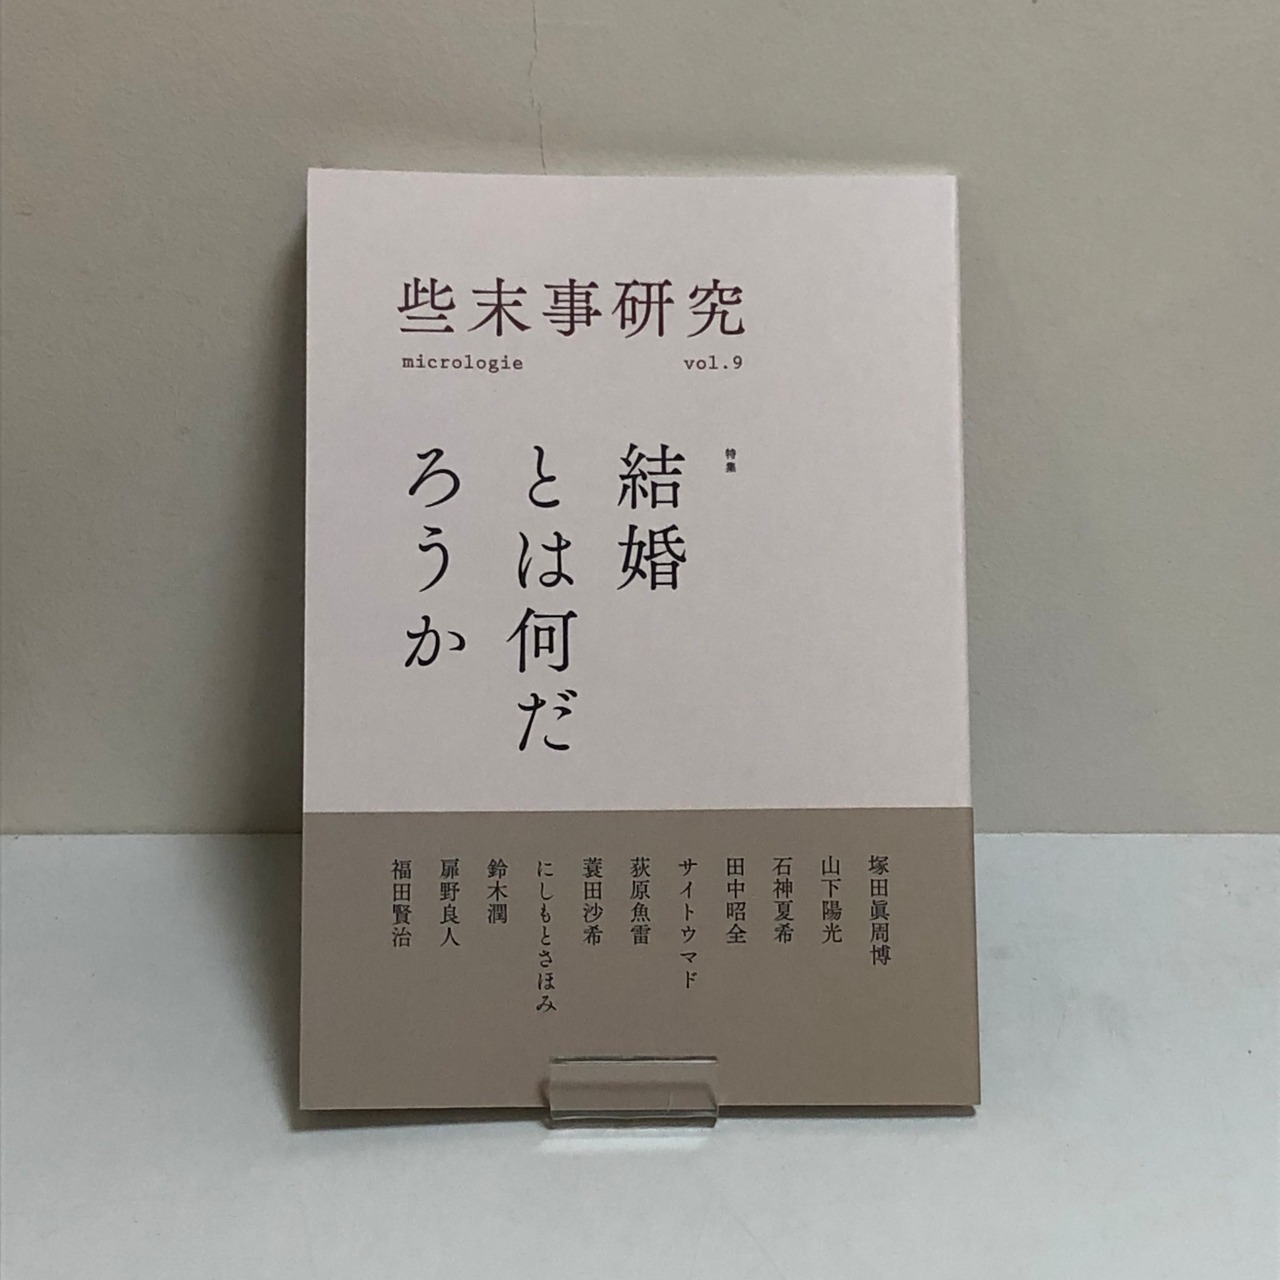 些末事研究
micrologie vol.9
特集
結婚
とは何だ
ろうか
塚田眞周博
山下陽光
石神夏希
田中昭全
サイトウマド
荻原魚雷
蓑田沙希
にしもとさほみ
鈴木潤
扉野良人
福田賢治